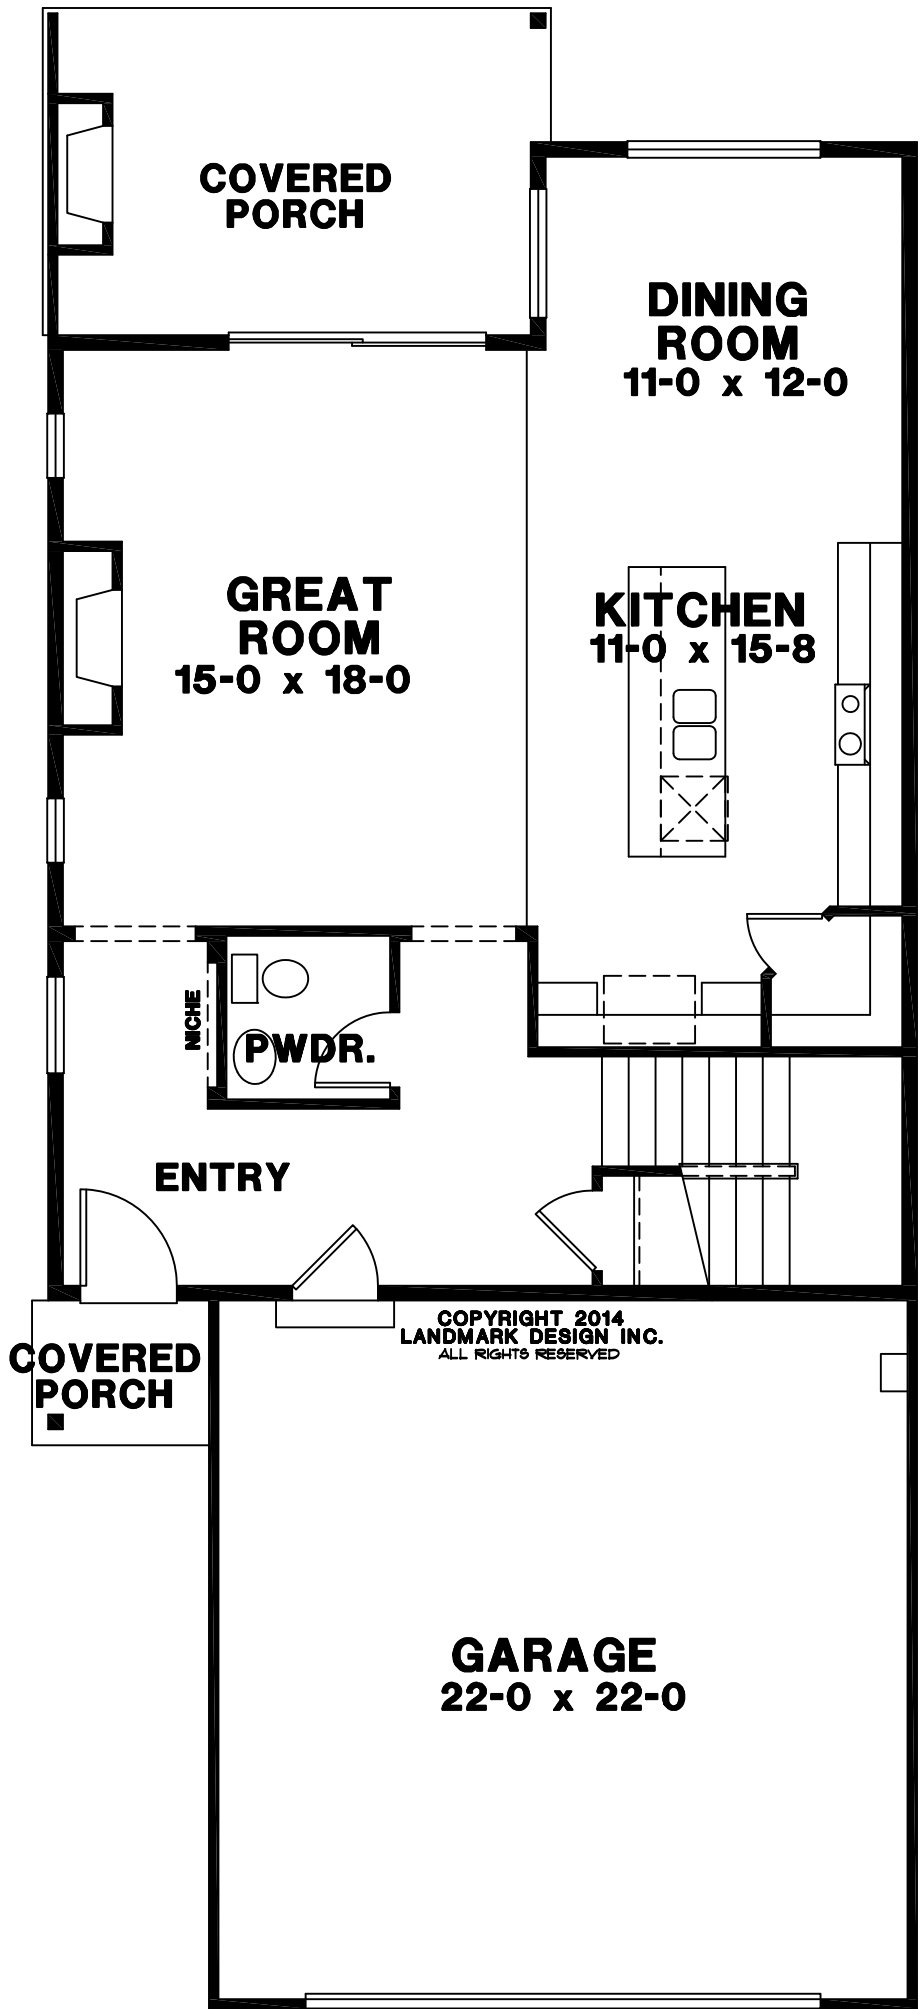 COVERED
PORCH
DINING
ROOM
11-0 x 12-0
GREAT
ROOM
15-0 x 18-0
KITCHEN
11-0 x 15-8
NICHE
PWDR.
ENTRY
COPYRIGHT 2014
LANDMARK DESIGN INC.
ALL RIGHTS RESERVED
COVERED
PORCH
GARAGE
22-0 x 22-0